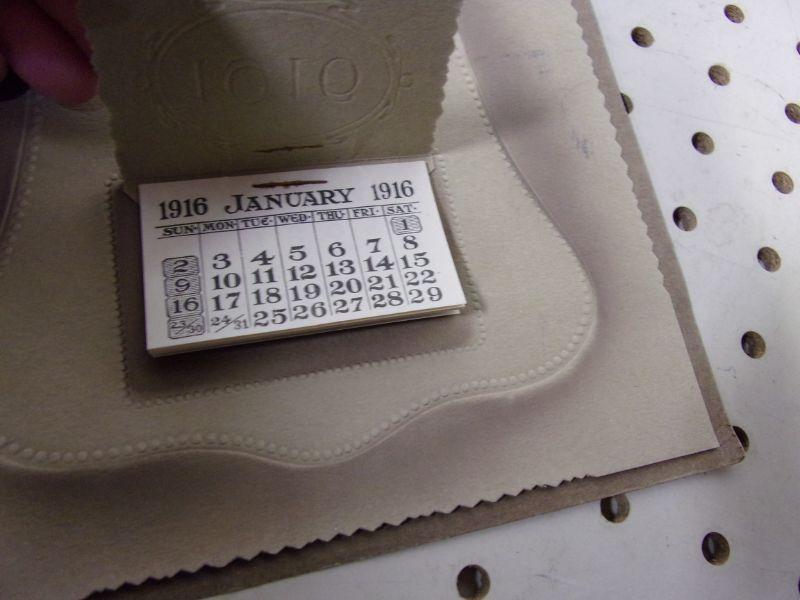 1916
1916 JANUARY 1916
SUN· MON· TUE· WED· THU· FRI· SAT·
1
2 3 4 5 6 7 8
9 10 11 12 13 14 15
16 17 18 19 20 21 22
23/30 24/31 25 26 27 28 29